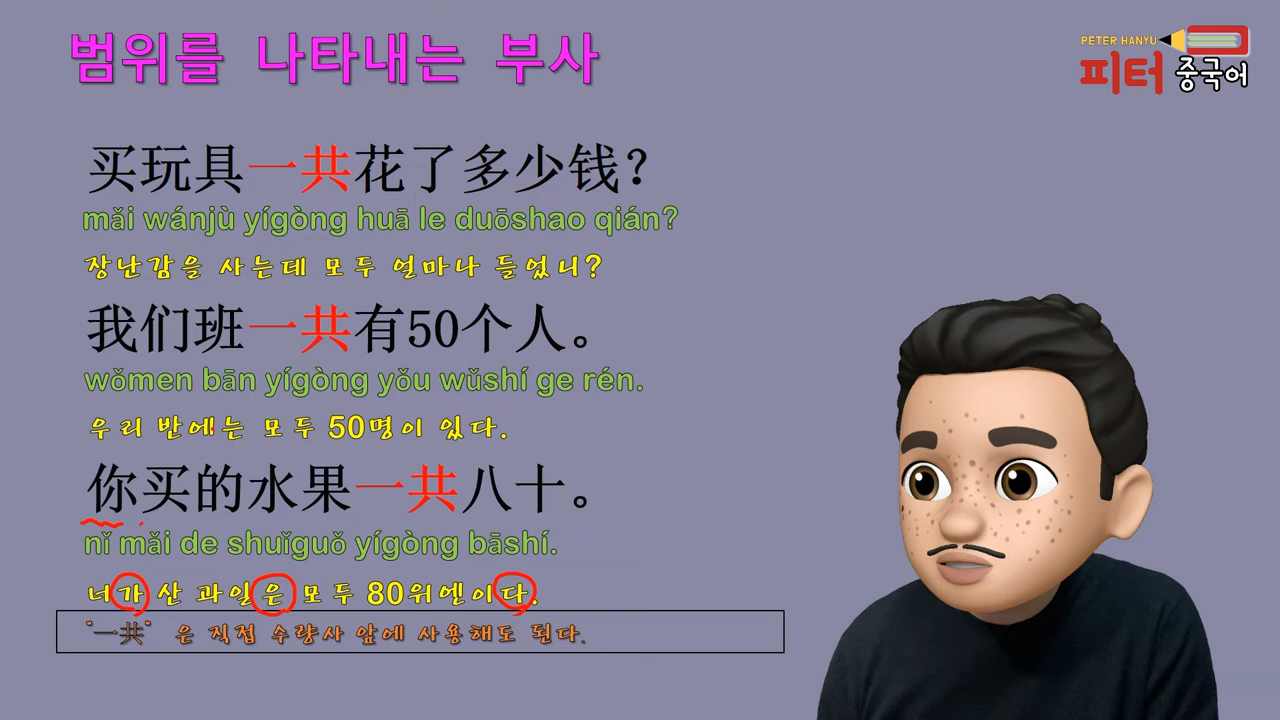 범위를 나타내는 부사
PETER HANYU
피터 중국어
买玩具一共花了多少钱?
mǎi wánjù yígòng huā le duōshao qián?
장난감을 사는데 모두 얼마나 들었니?
我们班一共有50个人。
wǒmen bān yígòng yǒu wǔshí ge rén.
우리 반에는 모두 50명이 있다.
你买的水果一共八十。
nǐ mǎi de shuǐguǒ yígòng bāshí.
너가 산 과일은 모두 80위엔이다.
"一共" 은 직접 수량사 앞에 사용해도 된다.